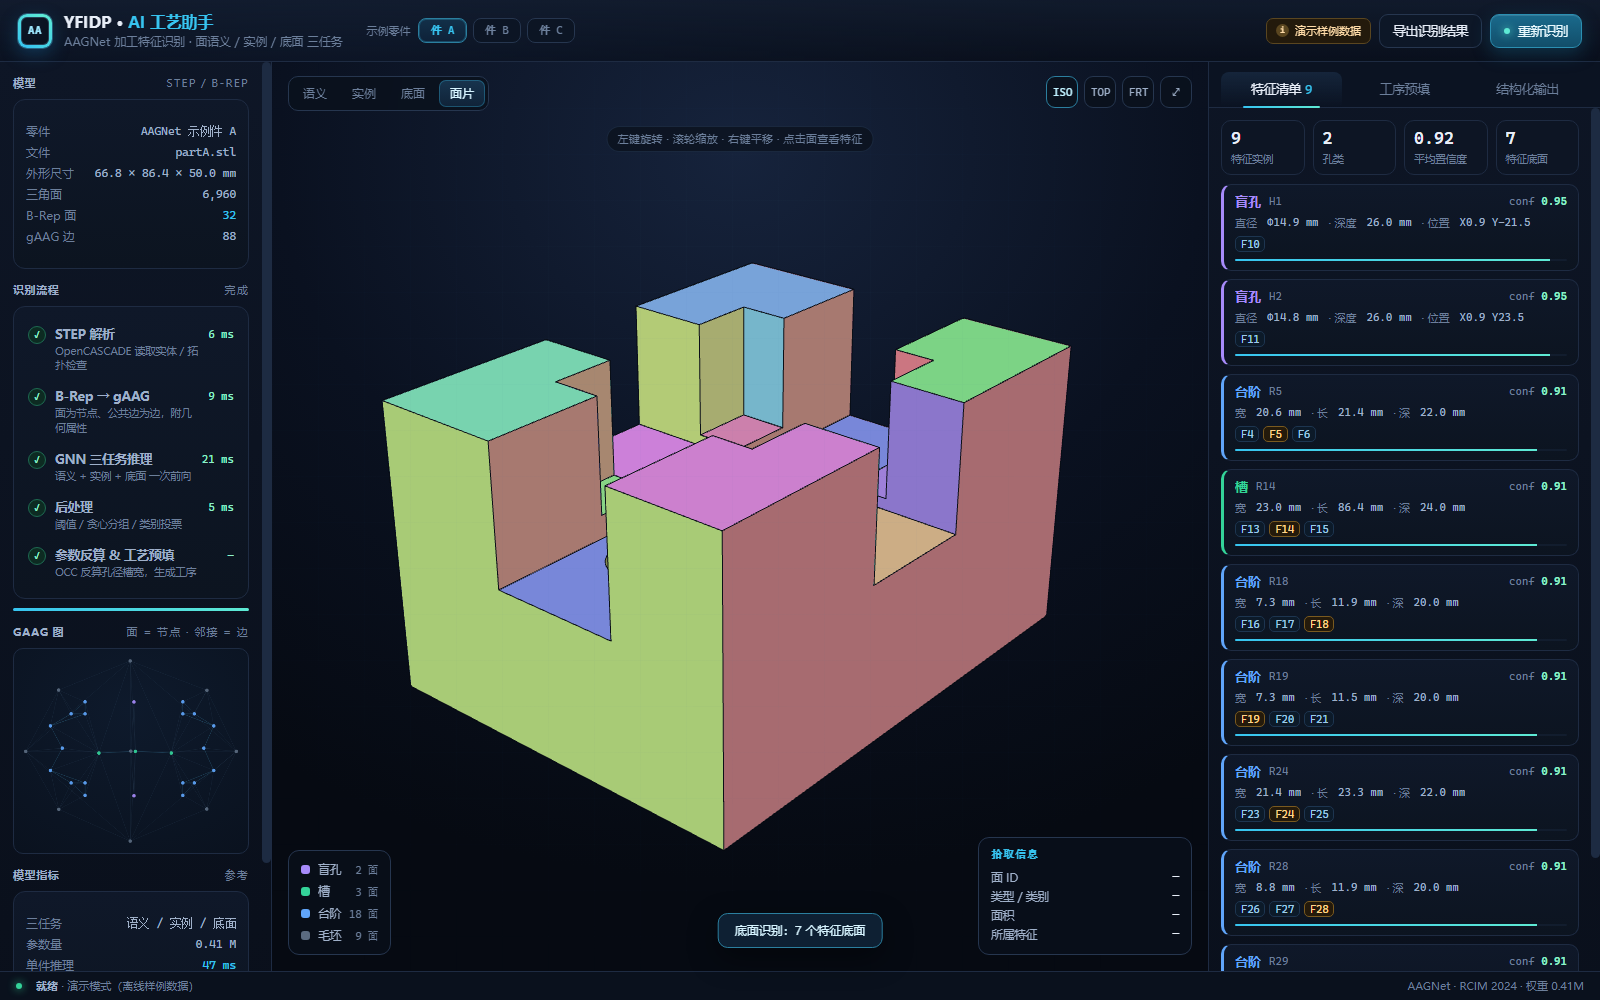 AA
YFIDP • AI 工艺助手
AAGNet 加工特征识别 · 面语义 / 实例 / 底面 三任务
示例零件 件 A 件 B 件 C
演示样例数据
导出识别结果
重新识别
模型 STEP / B-REP
零件 AAGNet 示例件 A
文件 partA.stl
外形尺寸 66.8 × 86.4 × 50.0 mm
三角面 6,960
B-Rep 面 32
gAAG 边 88
识别流程 完成
STEP 解析 6 ms
OpenCASCADE 读取实体 / 拓
扑检查
B-Rep → gAAG 9 ms
面为节点、公共边为边，附几
何属性
GNN 三任务推理 21 ms
语义 + 实例 + 底面 一次前向
后处理 5 ms
阈值 / 贪心分组 / 类别投票
参数反算 & 工艺预填 —
OCC 反算孔径槽宽，生成工序
GAAG 图 面 = 节点 · 邻接 = 边
模型指标 参考
三任务 语义 / 实例 / 底面
参数量 0.41 M
单件推理 47 ms
语义 实例 底面 面片
ISO TOP FRT
左键旋转 · 滚轮缩放 · 右键平移 · 点击面查看特征
盲孔 2 面
槽 3 面
台阶 18 面
毛坯 9 面
底面识别：7 个特征底面
拾取信息
面 ID —
类型 / 类别 —
面积 —
所属特征 —
特征清单 9 工序预填 结构化输出
9 特征实例
2 孔类
0.92 平均置信度
7 特征底面
盲孔 H1 conf 0.95
直径 Φ14.9 mm · 深度 26.0 mm · 位置 X0.9 Y-21.5
F10
盲孔 H2 conf 0.95
直径 Φ14.8 mm · 深度 26.0 mm · 位置 X0.9 Y23.5
F11
台阶 R5 conf 0.91
宽 20.6 mm · 长 21.4 mm · 深 22.0 mm
F4 F5 F6
槽 R14 conf 0.91
宽 23.0 mm · 长 86.4 mm · 深 24.0 mm
F13 F14 F15
台阶 R18 conf 0.91
宽 7.3 mm · 长 11.9 mm · 深 20.0 mm
F16 F17 F18
台阶 R19 conf 0.91
宽 7.3 mm · 长 11.5 mm · 深 20.0 mm
F19 F20 F21
台阶 R24 conf 0.91
宽 21.4 mm · 长 23.3 mm · 深 22.0 mm
F23 F24 F25
台阶 R28 conf 0.91
宽 8.8 mm · 长 11.9 mm · 深 20.0 mm
F26 F27 F28
台阶 R29 conf 0.91
就绪 · 演示模式（离线样例数据）
AAGNet · RCIM 2024 · 权重 0.41M